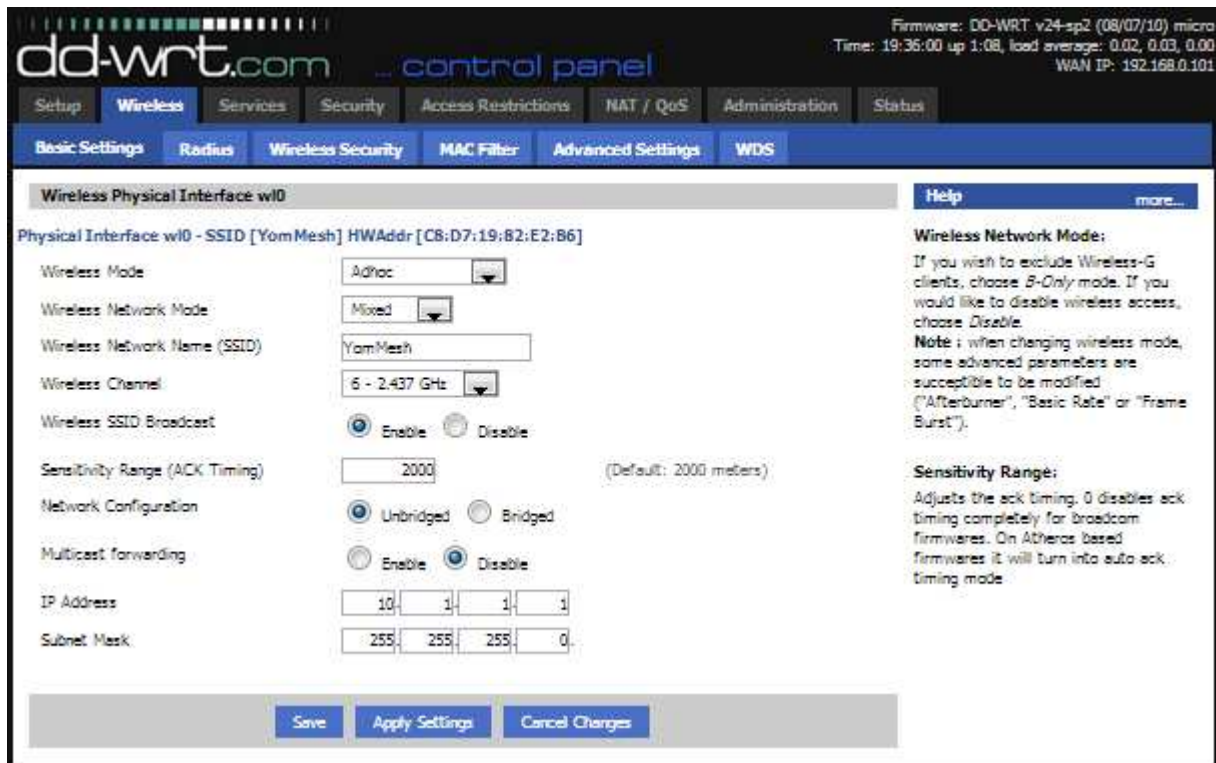 dd-wrt.com ... control panel
Firmware: DD-WRT v24-sp2 (08/07/10) micro
Time: 19:36:00 up 1:08, load average: 0.02, 0.03, 0.00
WAN IP: 192.168.0.101
Setup Wireless Services Security Access Restrictions NAT / QoS Administration Status
Basic Settings Radius Wireless Security MAC Filter Advanced Settings WDS
Wireless Physical Interface wl0
Physical Interface wl0 - SSID [YomMesh] HWAddr [C8:D7:19:82:E2:B6]
Wireless Mode Adhoc
Wireless Network Mode Mixed
Wireless Network Name (SSID) YomMesh
Wireless Channel 6 - 2.437 GHz
Wireless SSID Broadcast Enable Disable
Sensitivity Range (ACK Timing) 2000 (Default: 2000 meters)
Network Configuration Unbridged Bridged
Multicast forwarding Enable Disable
IP Address 10. 1. 1. 1
Subnet Mask 255. 255. 255. 0.
Save Apply Settings Cancel Changes
Help more...
Wireless Network Mode:
If you wish to exclude Wireless-G
clients, choose B-Only mode. If you
would like to disable wireless access,
choose Disable.
Note : when changing wireless mode,
some advanced parameters are
succeptible to be modified
("Afterburner", "Basic Rate" or "Frame
Burst").
Sensitivity Range:
Adjusts the ack timing. 0 disables ack
timing completely for broadcom
firmwares. On Atheros based
firmwares it will turn into auto ack
timing mode